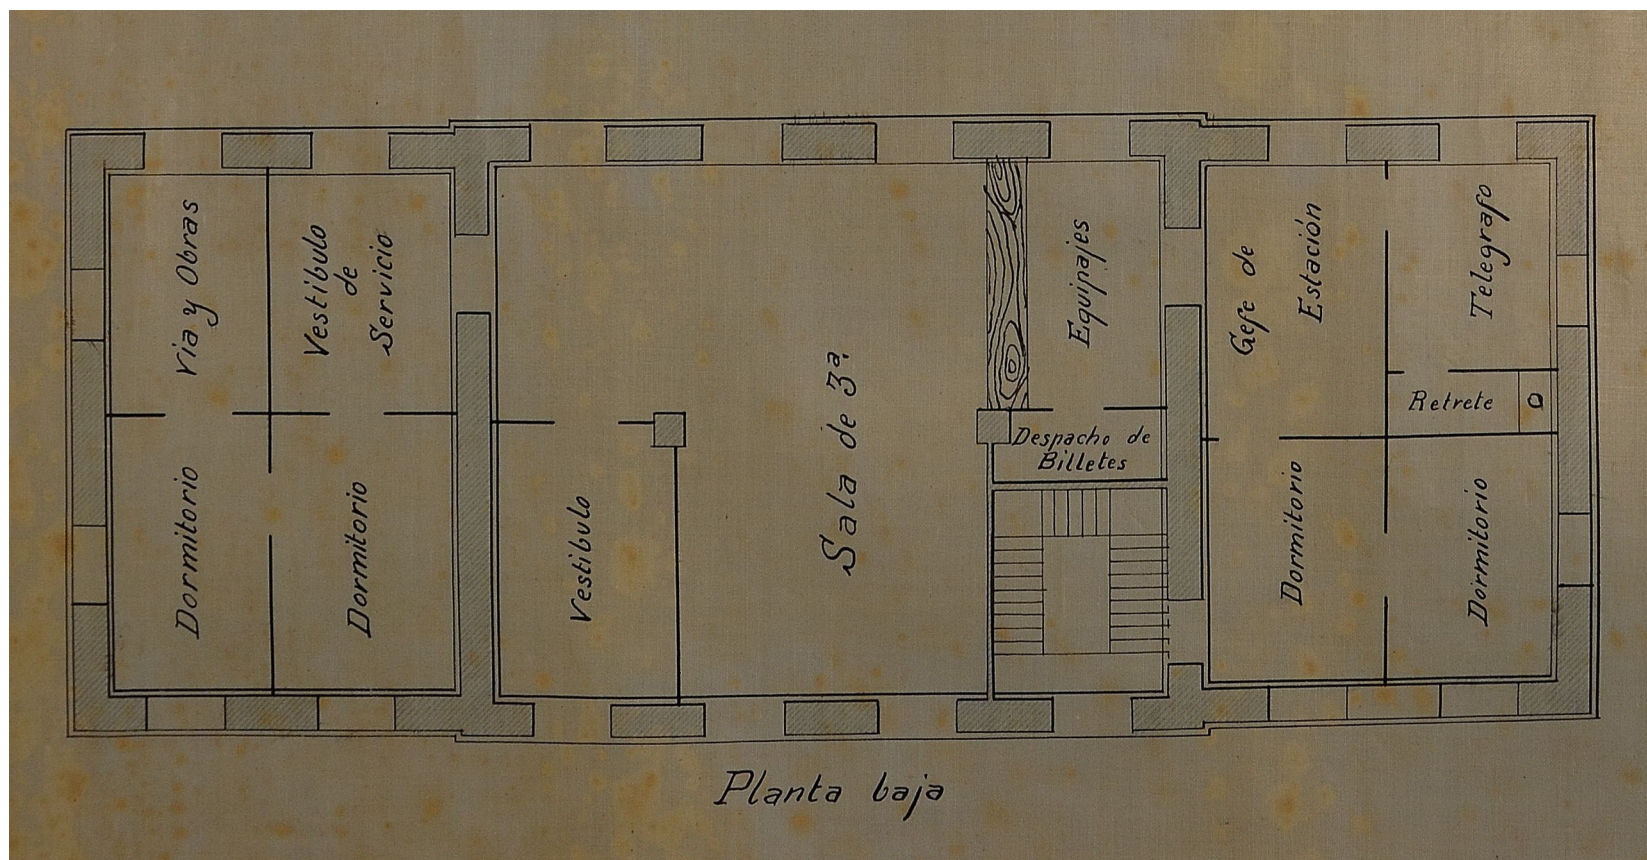 Via y Obras
Vestibulo
de
Servicio
Dormitorio
Dormitorio
Vestibulo
Sala de 3ª.
Equipajes
Despacho de
Billetes
Gefe de
Estación
Telegrafo
Retrete
Dormitorio
Dormitorio
Planta baja